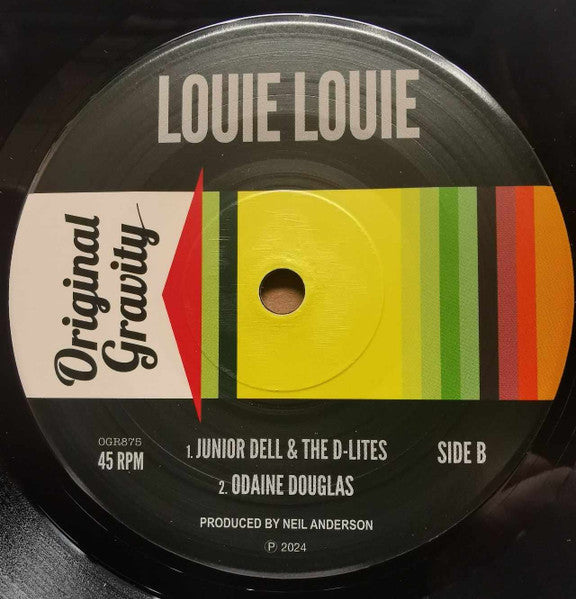 LOUIE LOUIE
Original
Gravity
OGR875
45 RPM
1. JUNIOR DELL & THE D-LITES
2. ODAINE DOUGLAS
SIDE B
PRODUCED BY NEIL ANDERSON
℗ 2024